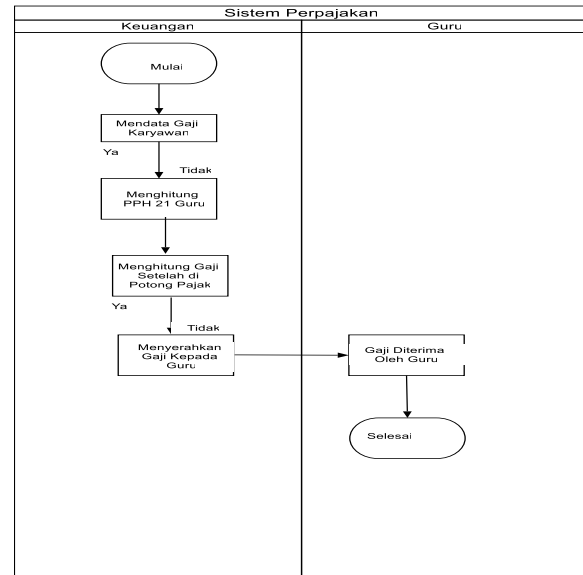 Sistem Perpajakan
Keuangan
Guru
Mulai
Mendata Gaji
Karyawan
Ya
Tidak
Menghitung
PPH 21 Guru
Menghitung Gaji
Setelah di
Potong Pajak
Ya
Tidak
Menyerahkan
Gaji Kepada
Guru
Gaji Diterima
Oleh Guru
Selesai